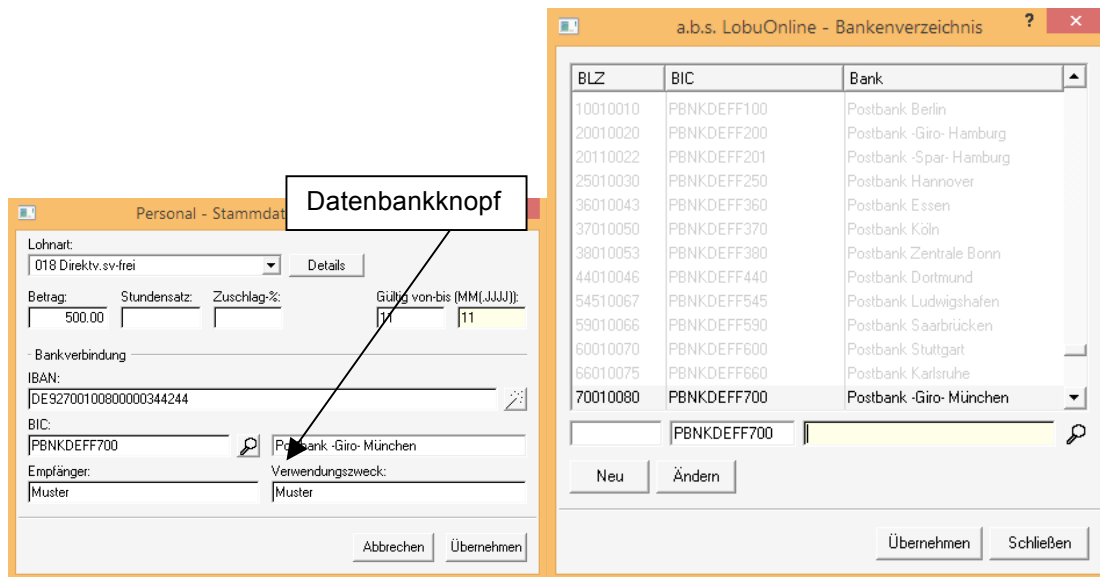 Personal - Stammdat
Datenbankknopf
Lohnart:
018 Direktv.sv-frei
Details
Betrag: Stundensatz: Zuschlag-%: Gültig von-bis (MM(.JJJJ)):
500.00 11 11
Bankverbindung
IBAN:
DE92700100800000344244
BIC:
PBNKDEFF700 Postbank -Giro- München
Empfänger: Verwendungszweck:
Muster Muster
Abbrechen Übernehmen
a.b.s. LobuOnline - Bankenverzeichnis ? ×
BLZ BIC Bank
10010010 PBNKDEFF100 Postbank Berlin
20010020 PBNKDEFF200 Postbank -Giro- Hamburg
20110022 PBNKDEFF201 Postbank -Spar- Hamburg
25010030 PBNKDEFF250 Postbank Hannover
36010043 PBNKDEFF360 Postbank Essen
37010050 PBNKDEFF370 Postbank Köln
38010053 PBNKDEFF380 Postbank Zentrale Bonn
44010046 PBNKDEFF440 Postbank Dortmund
54510067 PBNKDEFF545 Postbank Ludwigshafen
59010066 PBNKDEFF590 Postbank Saarbrücken
60010070 PBNKDEFF600 Postbank Stuttgart
66010075 PBNKDEFF660 Postbank Karlsruhe
70010080 PBNKDEFF700 Postbank -Giro- München
PBNKDEFF700
Neu Ändern
Übernehmen Schließen